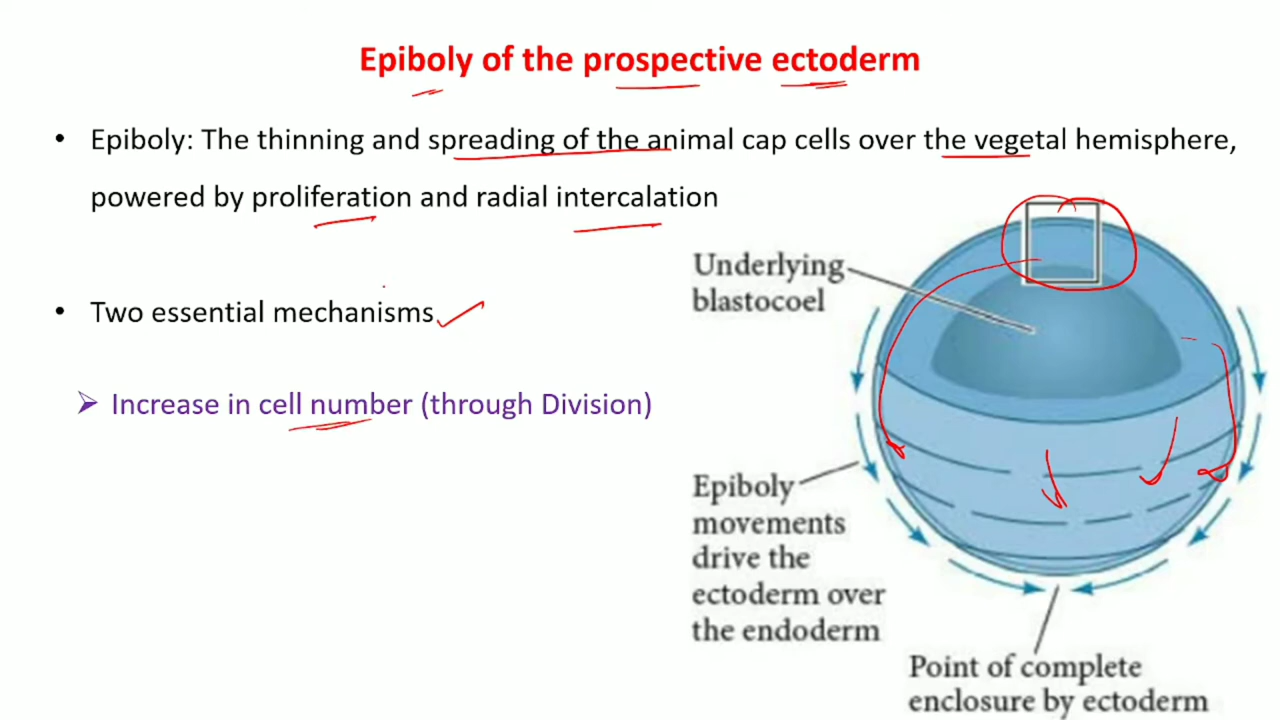 Epiboly of the prospective ectoderm
• Epiboly: The thinning and spreading of the animal cap cells over the vegetal hemisphere,
powered by proliferation and radial intercalation
Underlying
blastocoel
• Two essential mechanisms
➢ Increase in cell number (through Division)
Epiboly
movements
drive the
ectoderm over
the endoderm
Point of complete
enclosure by ectoderm